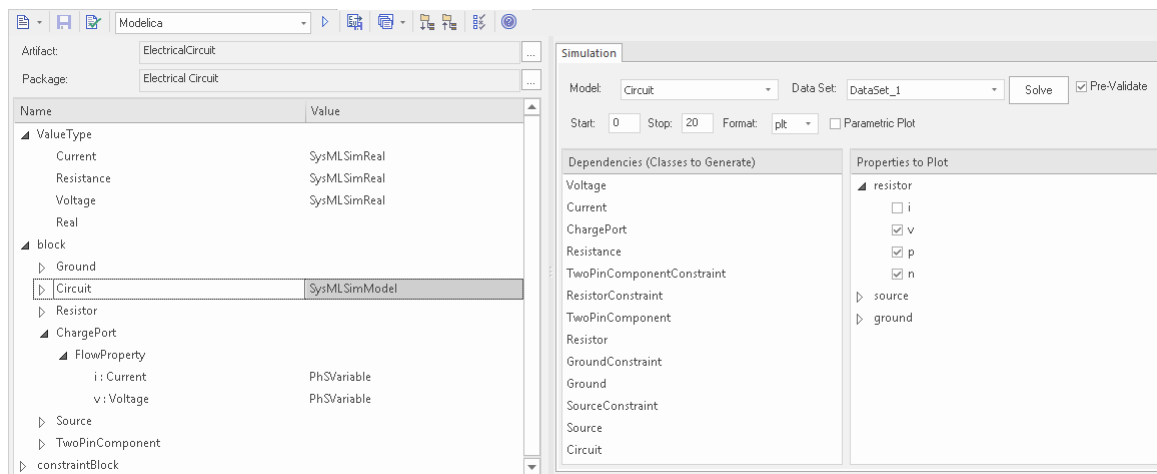 Modelica
Artifact: ElectricalCircuit ...
Package: Electrical Circuit ...
Name Value
ValueType
Current SysMLSimReal
Resistance SysMLSimReal
Voltage SysMLSimReal
Real
block
Ground
Circuit SysMLSimModel
Resistor
ChargePort
FlowProperty
i : Current PhSVariable
v : Voltage PhSVariable
Source
TwoPinComponent
constraintBlock
Simulation
Model: Circuit Data Set: DataSet_1 Solve Pre-Validate
Start: 0 Stop: 20 Format: plt Parametric Plot
Dependencies (Classes to Generate)
Voltage
Current
ChargePort
Resistance
TwoPinComponentConstraint
ResistorConstraint
TwoPinComponent
Resistor
GroundConstraint
Ground
SourceConstraint
Source
Circuit
Properties to Plot
resistor
i
v
p
n
source
ground